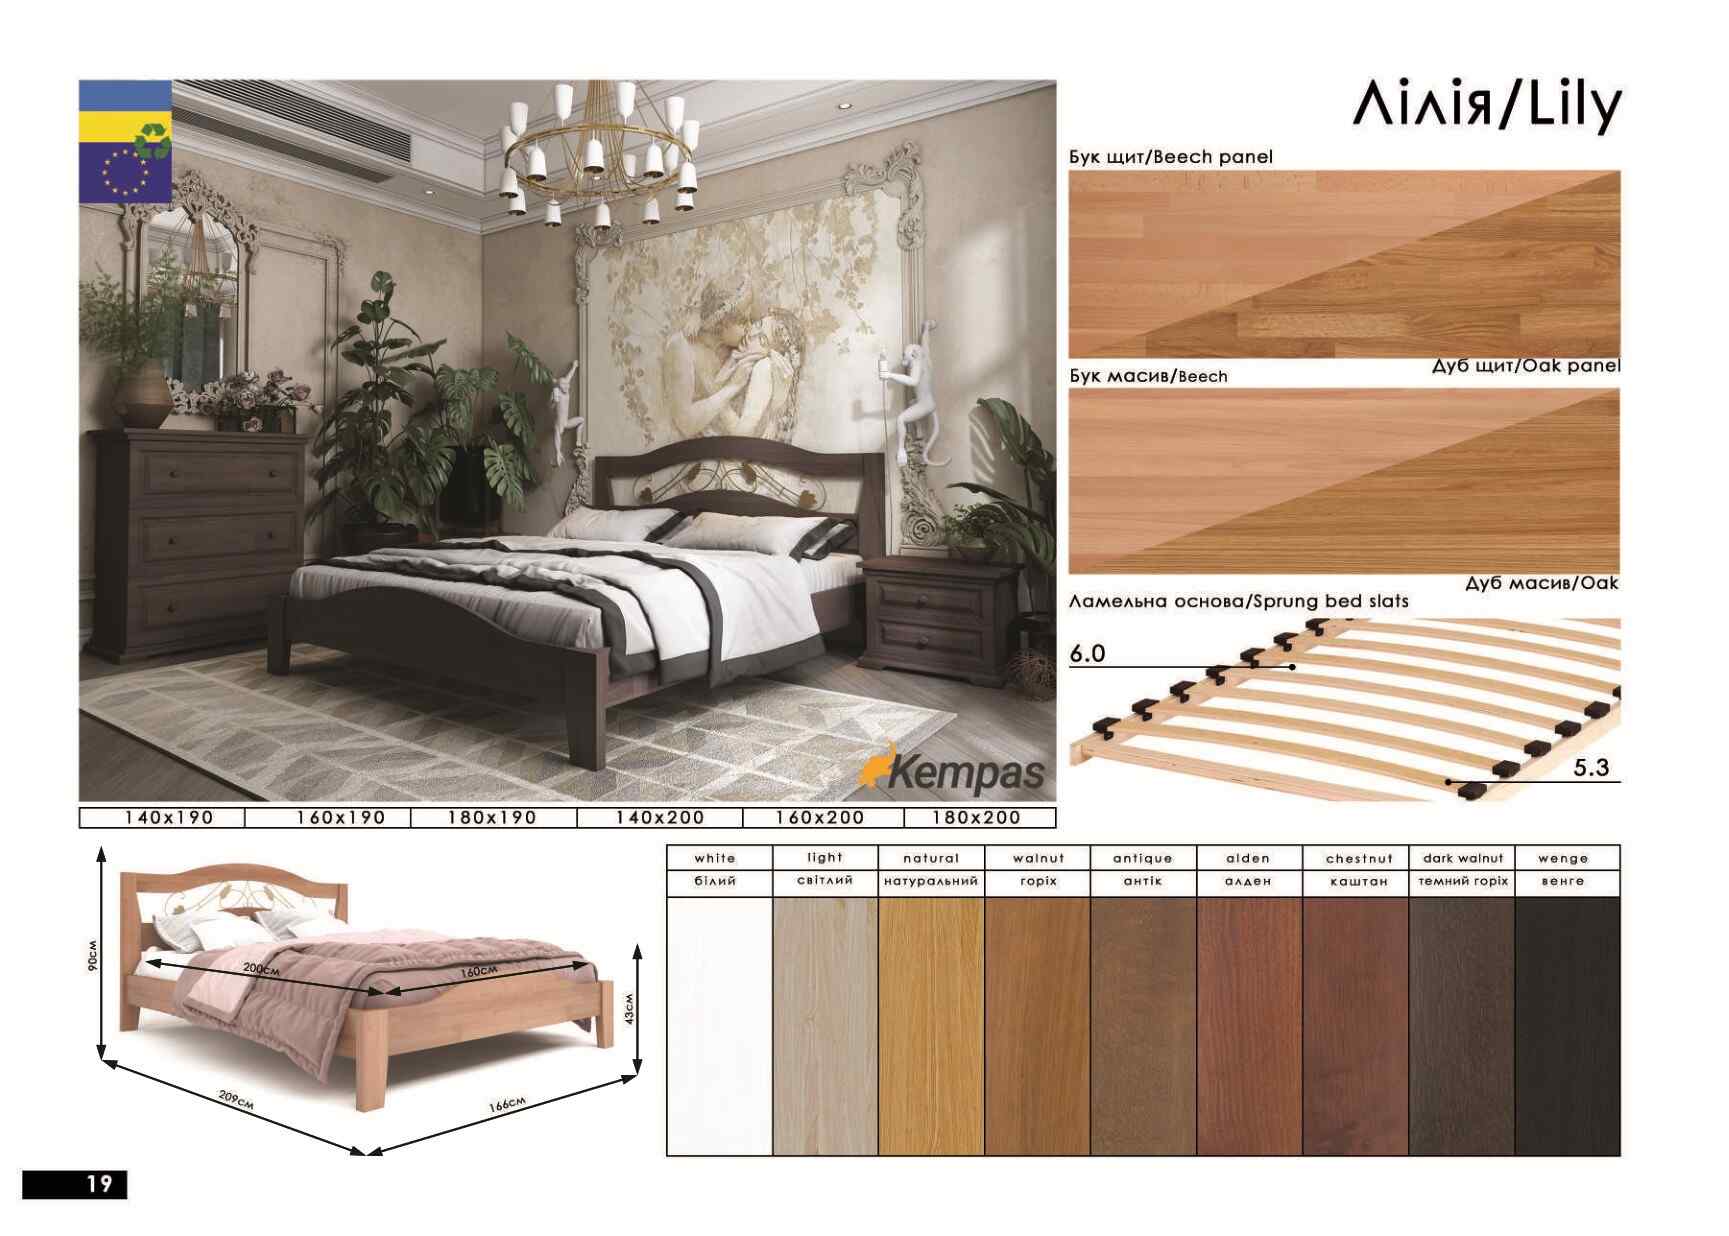 Лілія/Lily
Бук щит/Beech panel
Дуб щит/Oak panel
Бук масив/Beech
Дуб масив/Oak
Ламельна основа/Sprung bed slats
6.0
5.3
Kempas
140x190 160x190 180x190 140x200 160x200 180x200
white light natural walnut antique alden chestnut dark walnut wenge
білий світлий натуральний горіх антік алден каштан темний горіх венге
90см
200см
160см
43см
209см
166см
19